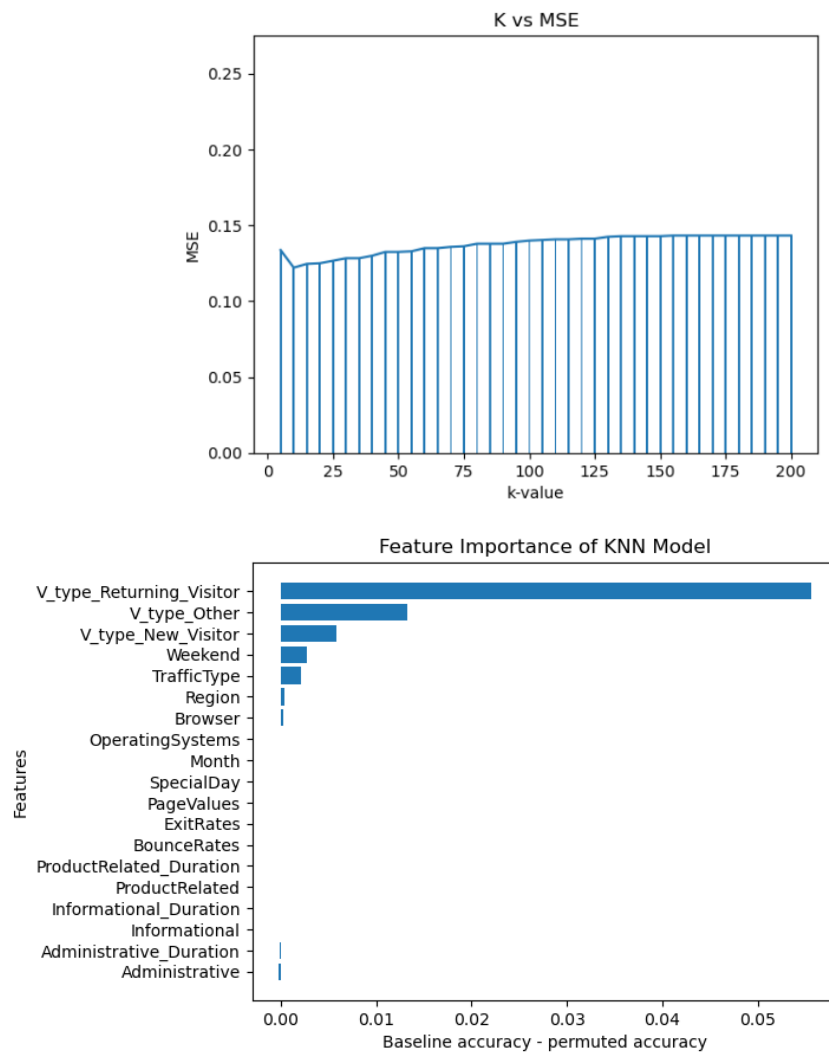 K vs MSE
0.25
0.20
0.15
0.10
0.05
0.00
MSE
0 25 50 75 100 125 150 175 200
k-value
Feature Importance of KNN Model
V_type_Returning_Visitor
V_type_Other
V_type_New_Visitor
Weekend
TrafficType
Region
Browser
OperatingSystems
Month
SpecialDay
PageValues
ExitRates
BounceRates
ProductRelated_Duration
ProductRelated
Informational_Duration
Informational
Administrative_Duration
Administrative
Features
0.00 0.01 0.02 0.03 0.04 0.05
Baseline accuracy - permuted accuracy